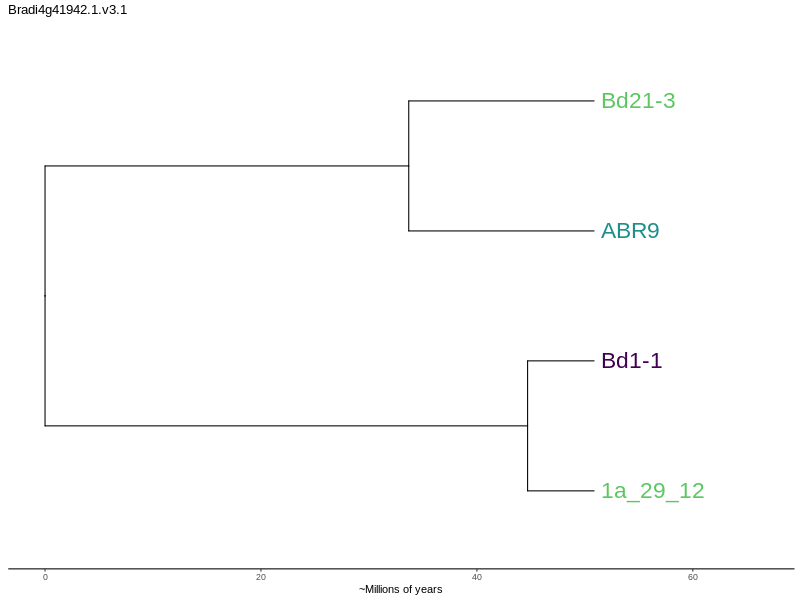 Bradi4g41942.1.v3.1
Bd21-3
ABR9
Bd1-1
1a_29_12
0 20 40 60
~Millions of years